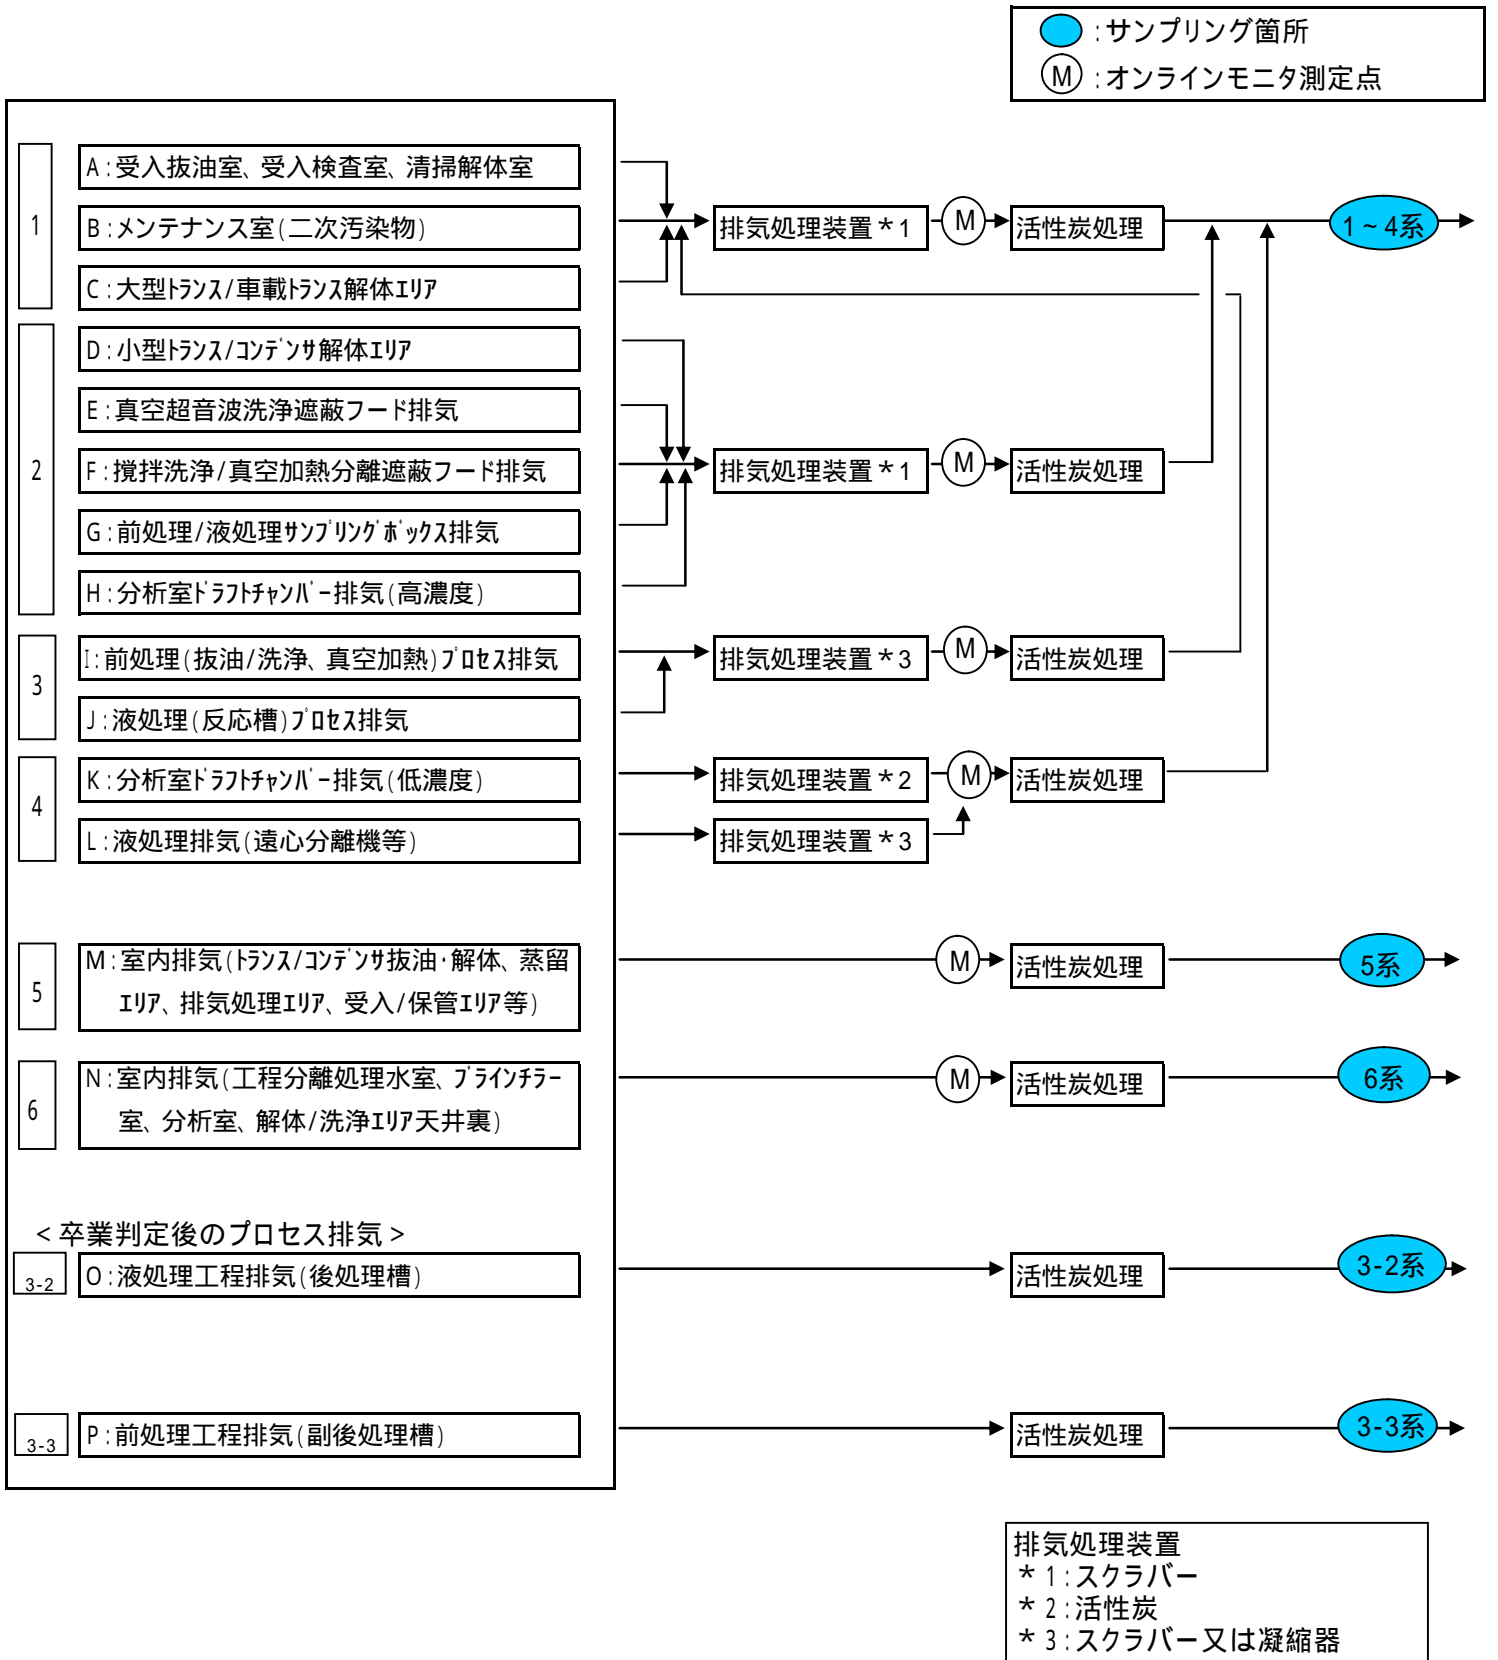 ：サンプリング箇所
M ：オンラインモニタ測定点
1
A：受入抜油室、受入検査室、清掃解体室
B：メンテナンス室（二次汚染物）
C：大型ﾄﾗﾝｽ/車載ﾄﾗﾝｽ解体ｴﾘｱ
排気処理装置＊1
M
活性炭処理
1～4系
2
D：小型ﾄﾗﾝｽ/ｺﾝﾃﾞﾝｻ解体ｴﾘｱ
E：真空超音波洗浄遮蔽フード排気
F：撹拌洗浄/真空加熱分離遮蔽フード排気
G：前処理/液処理ｻﾝﾌﾟﾘﾝｸﾞﾎﾞｯｸｽ排気
H：分析室ﾄﾞﾗﾌﾄﾁｬﾝﾊﾞｰ排気（高濃度）
排気処理装置＊1
M
活性炭処理
3
I：前処理（抜油/洗浄、真空加熱）ﾌﾟﾛｾｽ排気
J：液処理（反応槽）ﾌﾟﾛｾｽ排気
排気処理装置＊3
M
活性炭処理
4
K：分析室ﾄﾞﾗﾌﾄﾁｬﾝﾊﾞｰ排気（低濃度）
L：液処理排気（遠心分離機等）
排気処理装置＊2
排気処理装置＊3
M
活性炭処理
5
M：室内排気（ﾄﾗﾝｽ/ｺﾝﾃﾞﾝｻ抜油・解体、蒸留
ｴﾘｱ、排気処理ｴﾘｱ、受入/保管ｴﾘｱ等）
M
活性炭処理
5系
6
N：室内排気（工程分離処理水室、ﾌﾞﾗｲﾝﾁﾗｰ
室、分析室、解体/洗浄ｴﾘｱ天井裏）
M
活性炭処理
6系
＜卒業判定後のプロセス排気＞
3-2
O：液処理工程排気（後処理槽）
活性炭処理
3-2系
3-3
P：前処理工程排気（副後処理槽）
活性炭処理
3-3系
排気処理装置
＊1：スクラバー
＊2：活性炭
＊3：スクラバー又は凝縮器